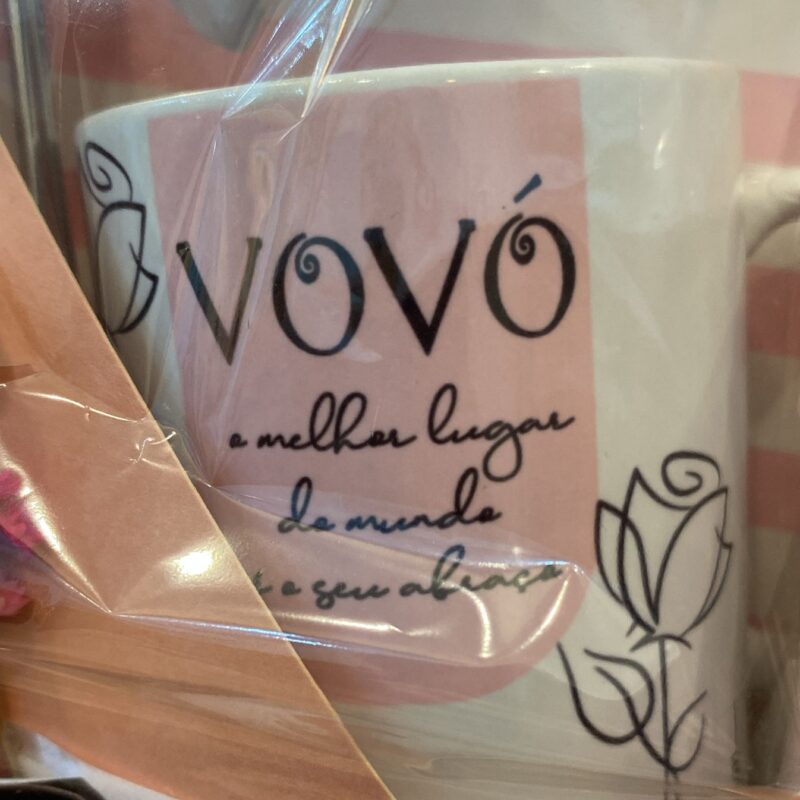 VOVÓ
o melhor lugar
do mundo
é o seu abraço